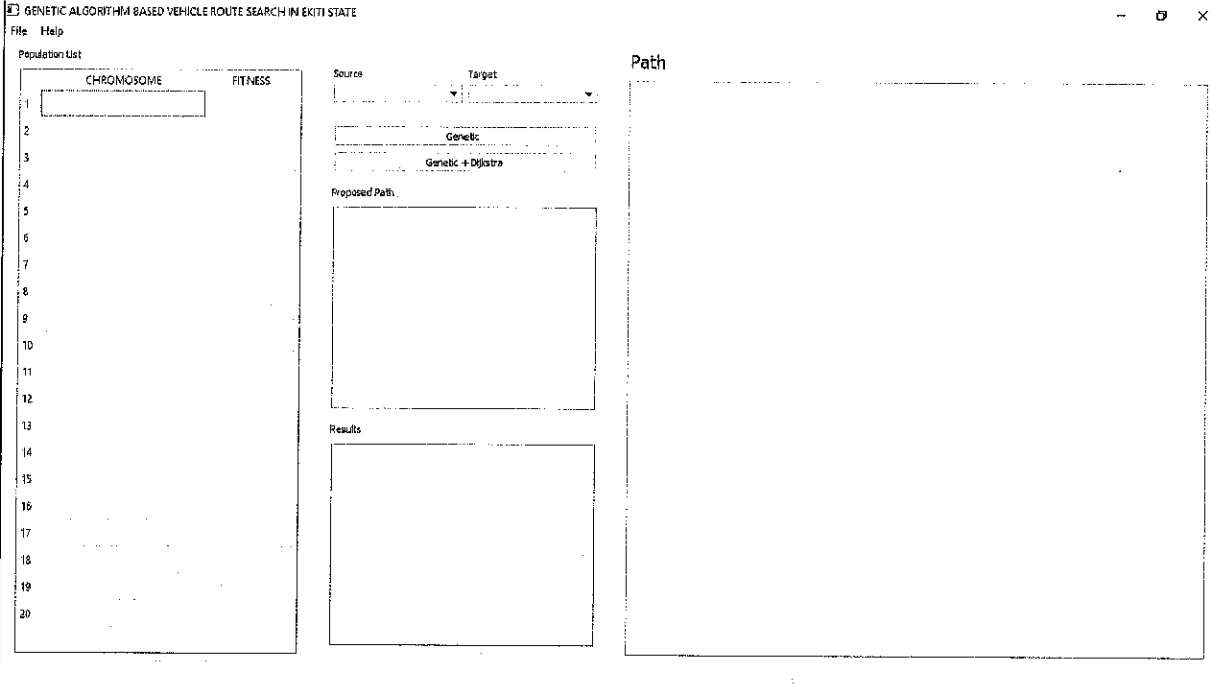 GENETIC ALGORITHM BASED VEHICLE ROUTE SEARCH IN EKITI STATE
File Help
Population List
CHROMOSOME FITNESS
1
2
3
4
5
6
7
8
9
10
11
12
13
14
15
16
17
18
19
20
Source Target
Genetic
Genetic + Dijkstra
Proposed Path
Results
Path